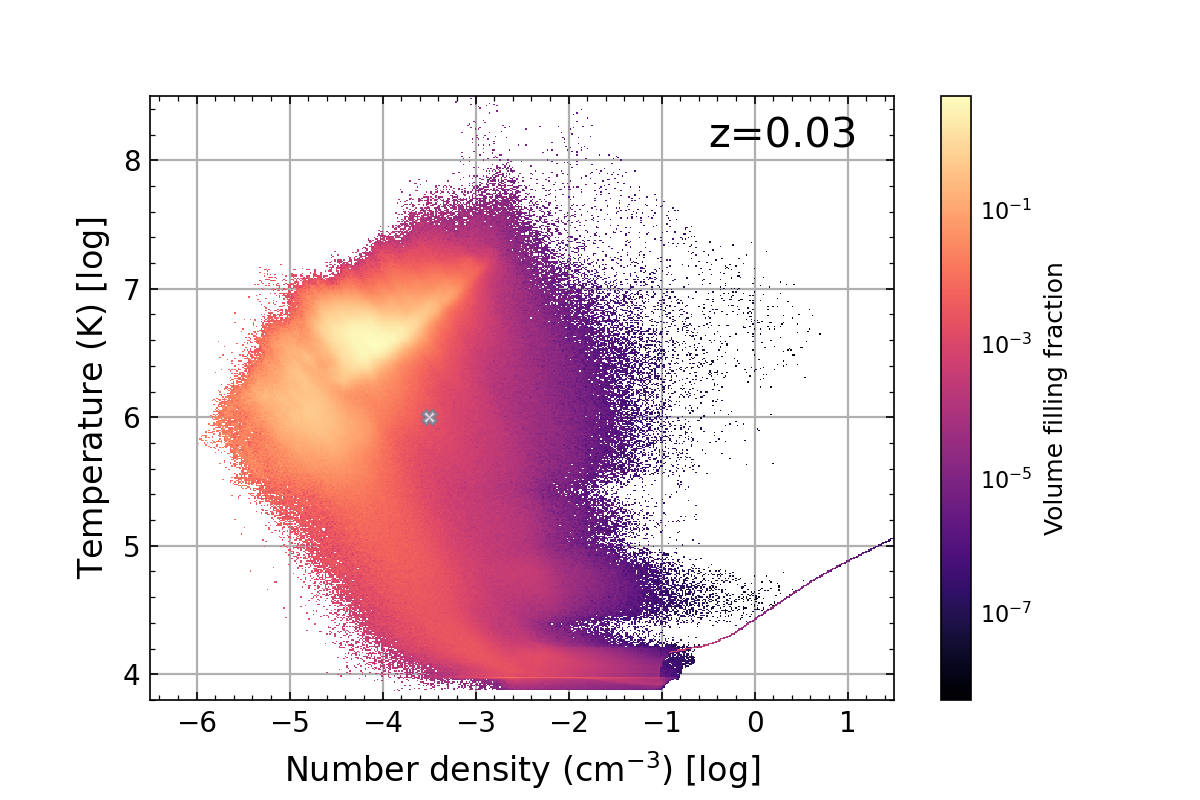 z=0.03
8
7
6
5
4
Temperature (K) [log]
−6 −5 −4 −3 −2 −1 0 1
Number density (cm⁻³) [log]
10⁻¹
10⁻³
10⁻⁵
10⁻⁷
Volume filling fraction